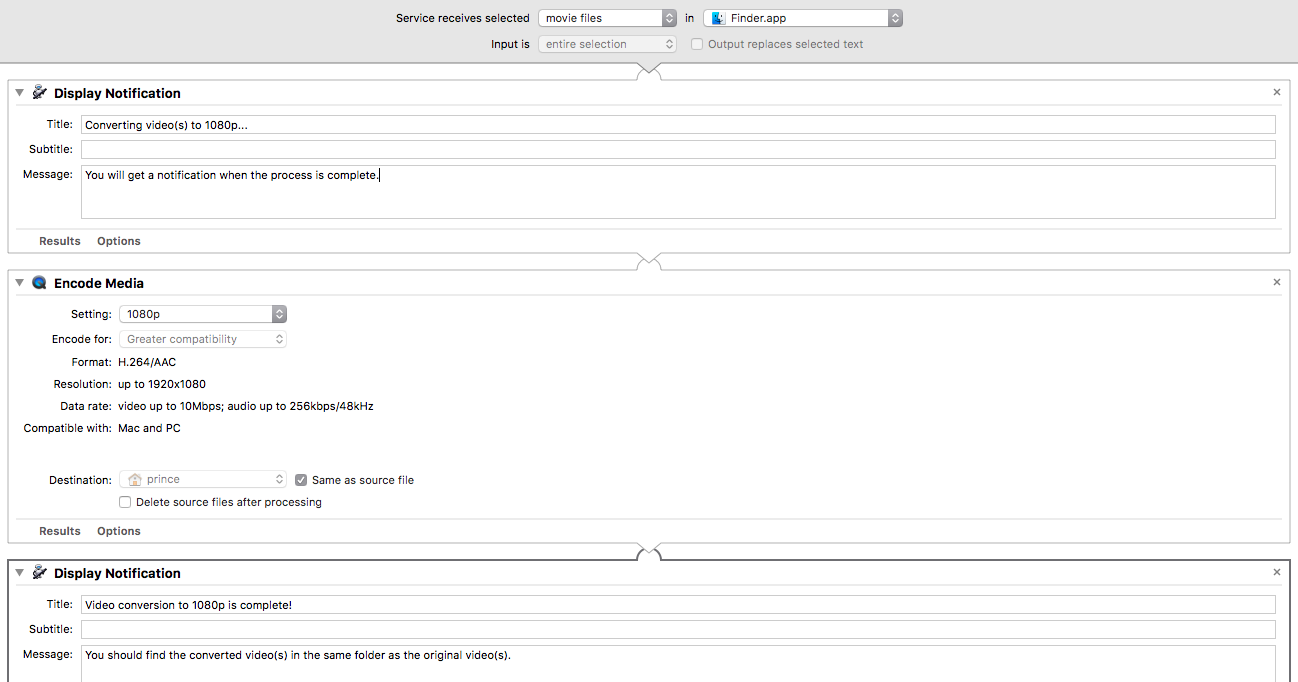 Service receives selected movie files in Finder.app
Input is entire selection Output replaces selected text
Display Notification
Title: Converting video(s) to 1080p...
Subtitle:
Message: You will get a notification when the process is complete.
Results Options
Encode Media
Setting: 1080p
Encode for: Greater compatibility
Format: H.264/AAC
Resolution: up to 1920x1080
Data rate: video up to 10Mbps; audio up to 256kbps/48kHz
Compatible with: Mac and PC
Destination: prince Same as source file
Delete source files after processing
Results Options
Display Notification
Title: Video conversion to 1080p is complete!
Subtitle:
Message: You should find the converted video(s) in the same folder as the original video(s).